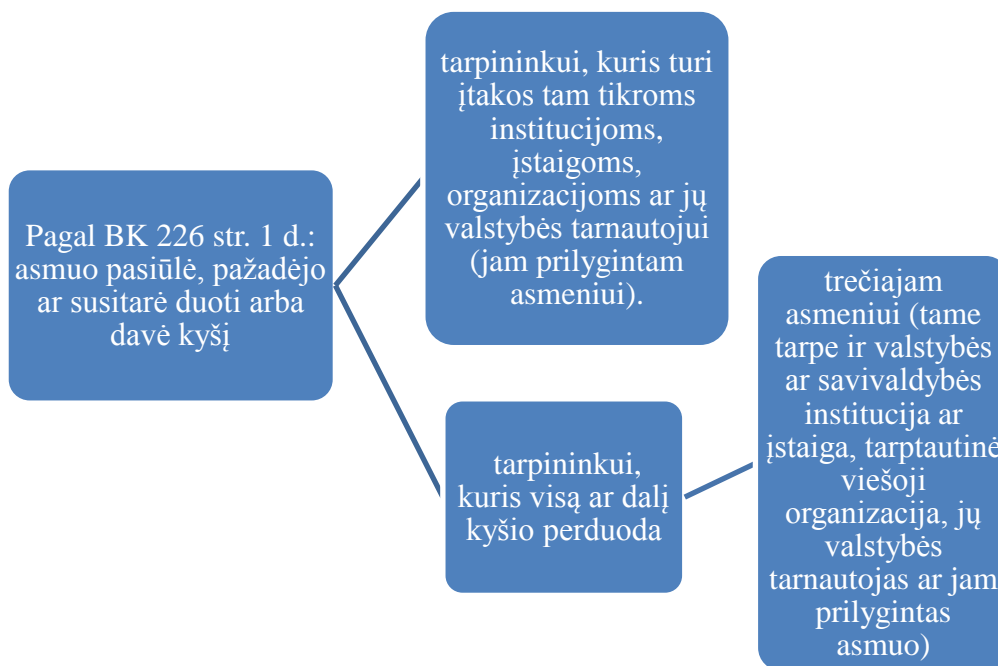 Pagal BK 226 str. 1 d.:
asmuo pasiūlė, pažadėjo
ar susitarė duoti arba
davė kyšį
tarpininkui, kuris turi
įtakos tam tikroms
institucijoms,
įstaigoms,
organizacijoms ar jų
valstybės tarnautojui
(jam prilygintam
asmeniui).
tarpininkui,
kuris visą ar dalį
kyšio perduoda
trečiajam
asmeniui (tame
tarpe ir valstybės
ar savivaldybės
institucija ar
įstaiga, tarptautinė
viešoji
organizacija, jų
valstybės
tarnautojas ar jam
prilygintas
asmuo)